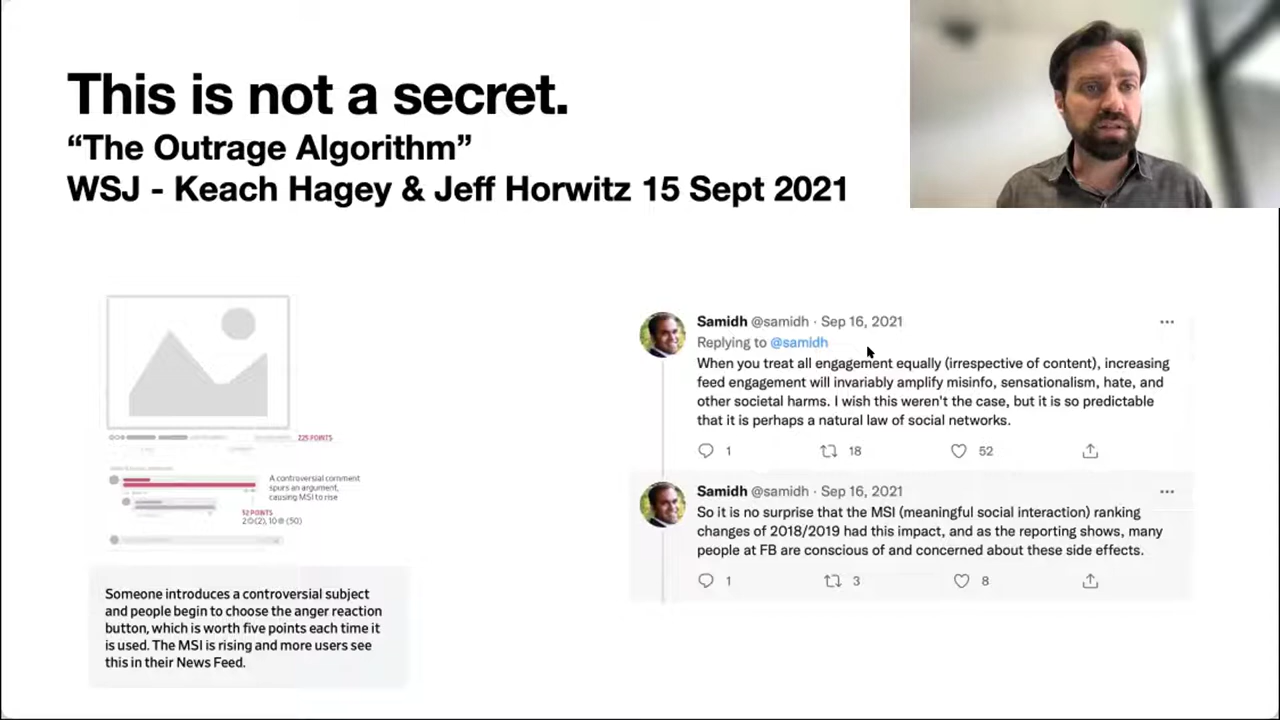 This is not a secret.
“The Outrage Algorithm”
WSJ - Keach Hagey & Jeff Horwitz 15 Sept 2021
225 POINTS
A controversial comment
spurs an argument,
causing MSI to rise
52 POINTS
Someone introduces a controversial subject
and people begin to choose the anger reaction
button, which is worth five points each time it
is used. The MSI is rising and more users see
this in their News Feed.
Samidh @samidh · Sep 16, 2021
Replying to @samidh
When you treat all engagement equally (irrespective of content), increasing
feed engagement will invariably amplify misinfo, sensationalism, hate, and
other societal harms. I wish this weren't the case, but it is so predictable
that it is perhaps a natural law of social networks.
1 18 52
Samidh @samidh · Sep 16, 2021
So it is no surprise that the MSI (meaningful social interaction) ranking
changes of 2018/2019 had this impact, and as the reporting shows, many
people at FB are conscious of and concerned about these side effects.
1 3 8